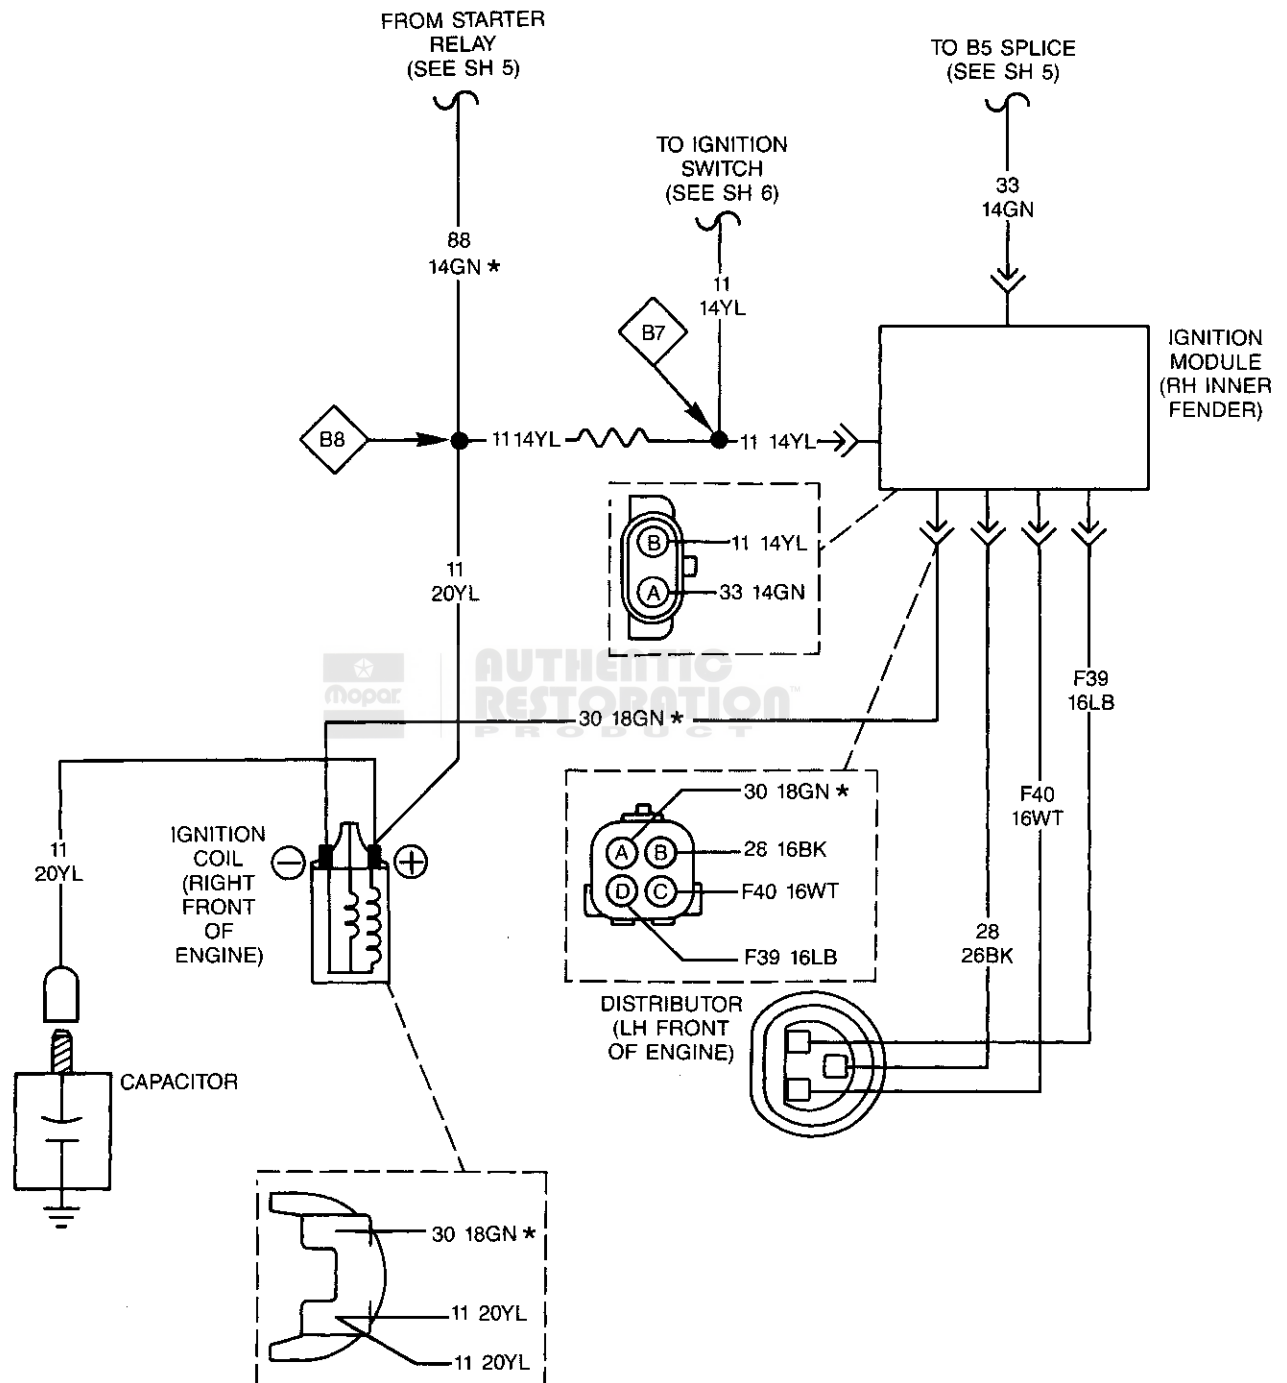 FROM STARTER
RELAY
(SEE SH 5)
TO B5 SPLICE
(SEE SH 5)
TO IGNITION
SWITCH
(SEE SH 6)
33
14GN
88
14GN *
11
14YL
B7
IGNITION
MODULE
(RH INNER
FENDER)
B8
11 14YL
11 14YL
B
11 14YL
A
33 14GN
11
20YL
AUTHENTIC
RESTORATION™
PRODUCT
Mopar
F39
16LB
30 18GN *
30 18GN *
F40
16WT
IGNITION
COIL
(RIGHT
FRONT
OF
ENGINE)
− +
11
20YL
A B
28 16BK
D C
F40 16WT
F39 16LB
28
26BK
DISTRIBUTOR
(LH FRONT
OF ENGINE)
CAPACITOR
30 18GN *
11 20YL
11 20YL